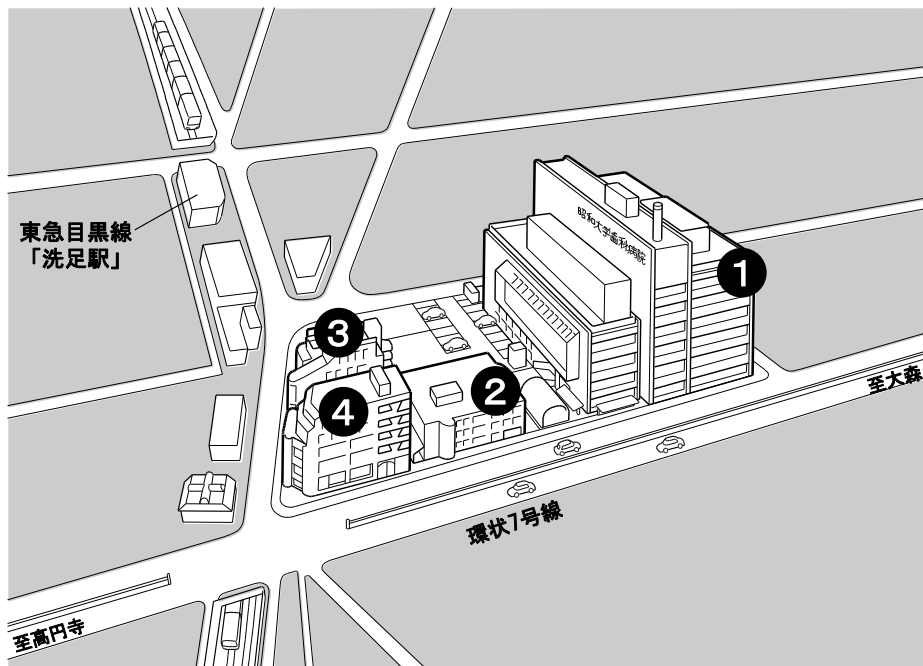 東急目黒線
「洗足駅」
昭和大学歯科病院
1
3
2
4
至大森
環状7号線
至高円寺